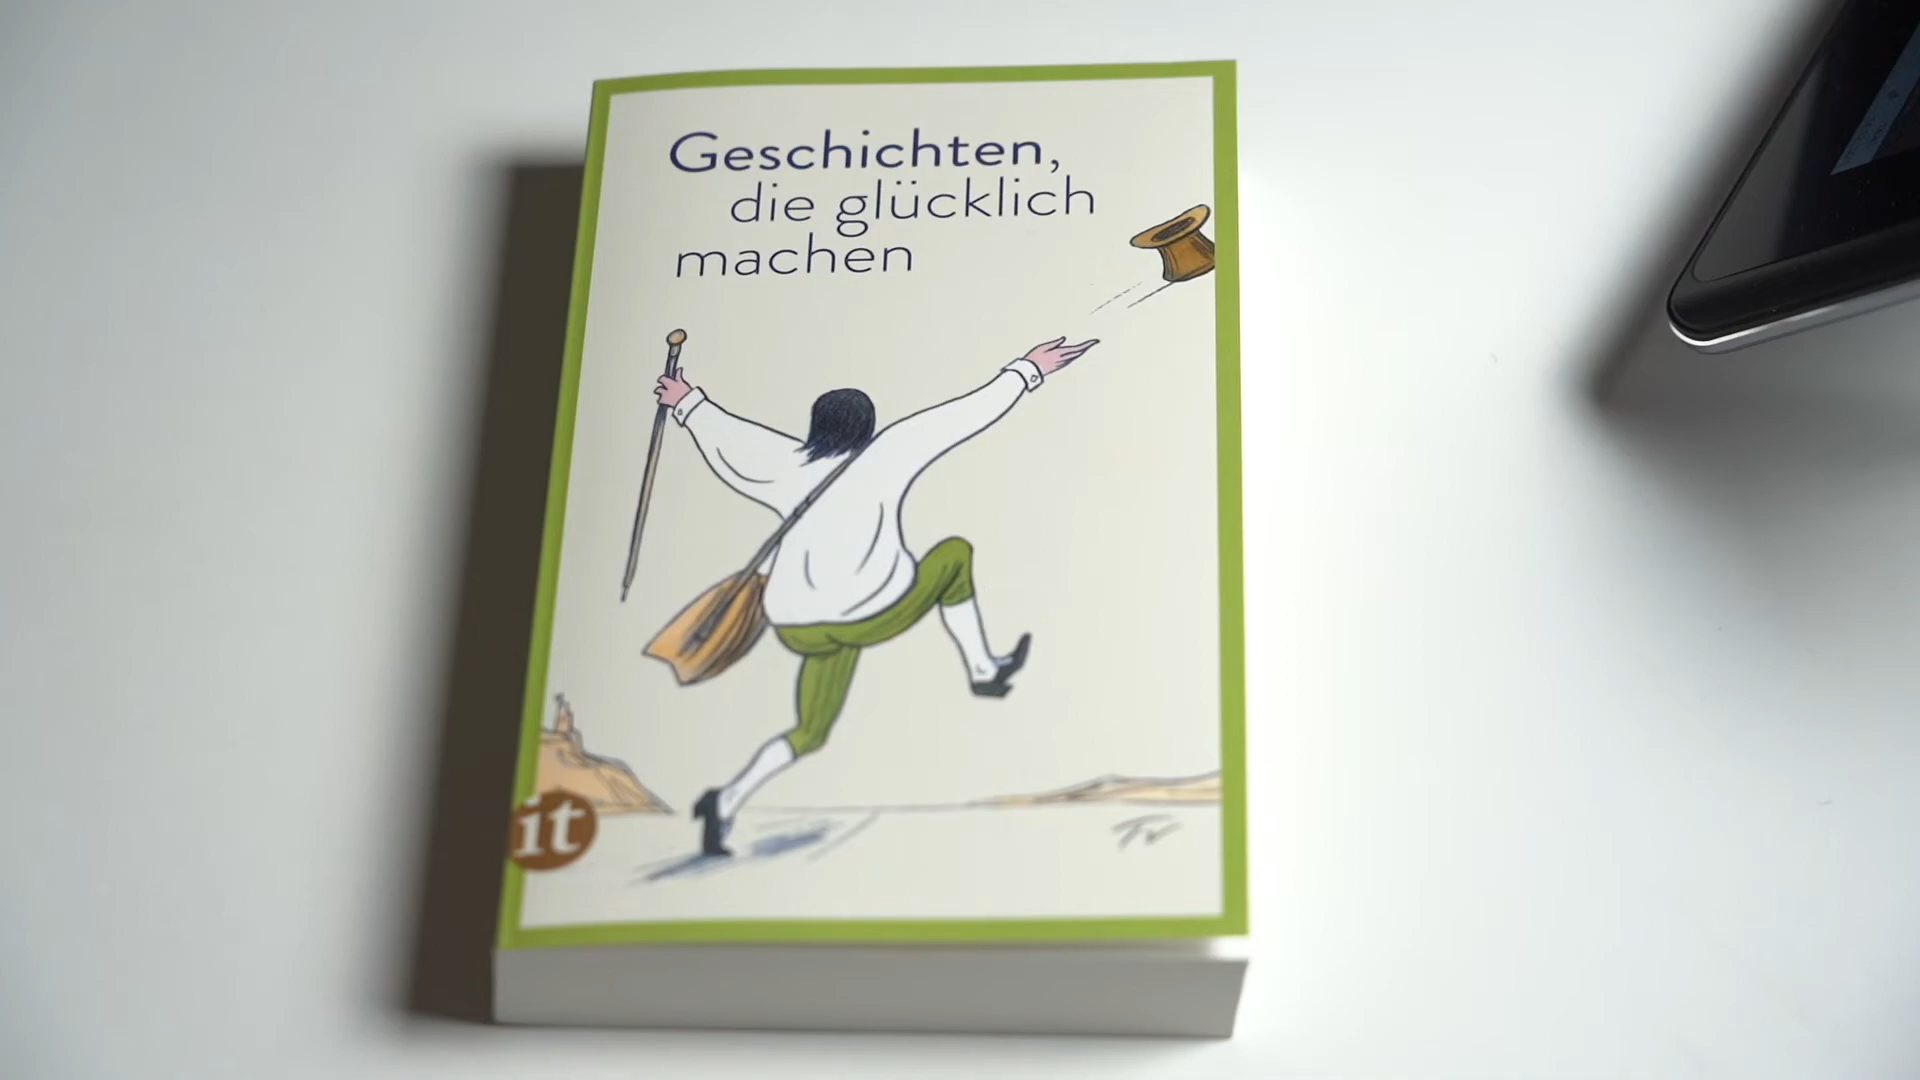 Geschichten,
die glücklich
machen
it